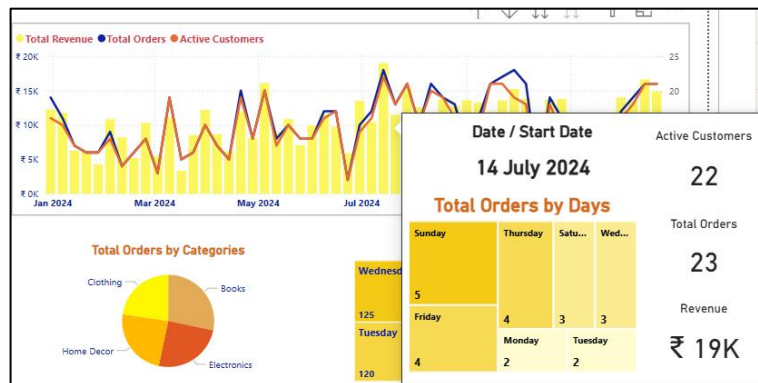 Total Revenue Total Orders Active Customers
₹ 20K
₹ 15K
₹ 10K
₹ 5K
₹ 0K
25
20
Jan 2024 Mar 2024 May 2024 Jul 2024
Total Orders by Categories
Clothing
Books
Home Decor
Electronics
125
Tuesday
120
Date / Start Date
14 July 2024
Total Orders by Days
Sunday
5
Friday
4
Thursday
4
Satu...
3
Wed...
3
Monday
2
Tuesday
2
Active Customers
22
Total Orders
23
Revenue
₹ 19K